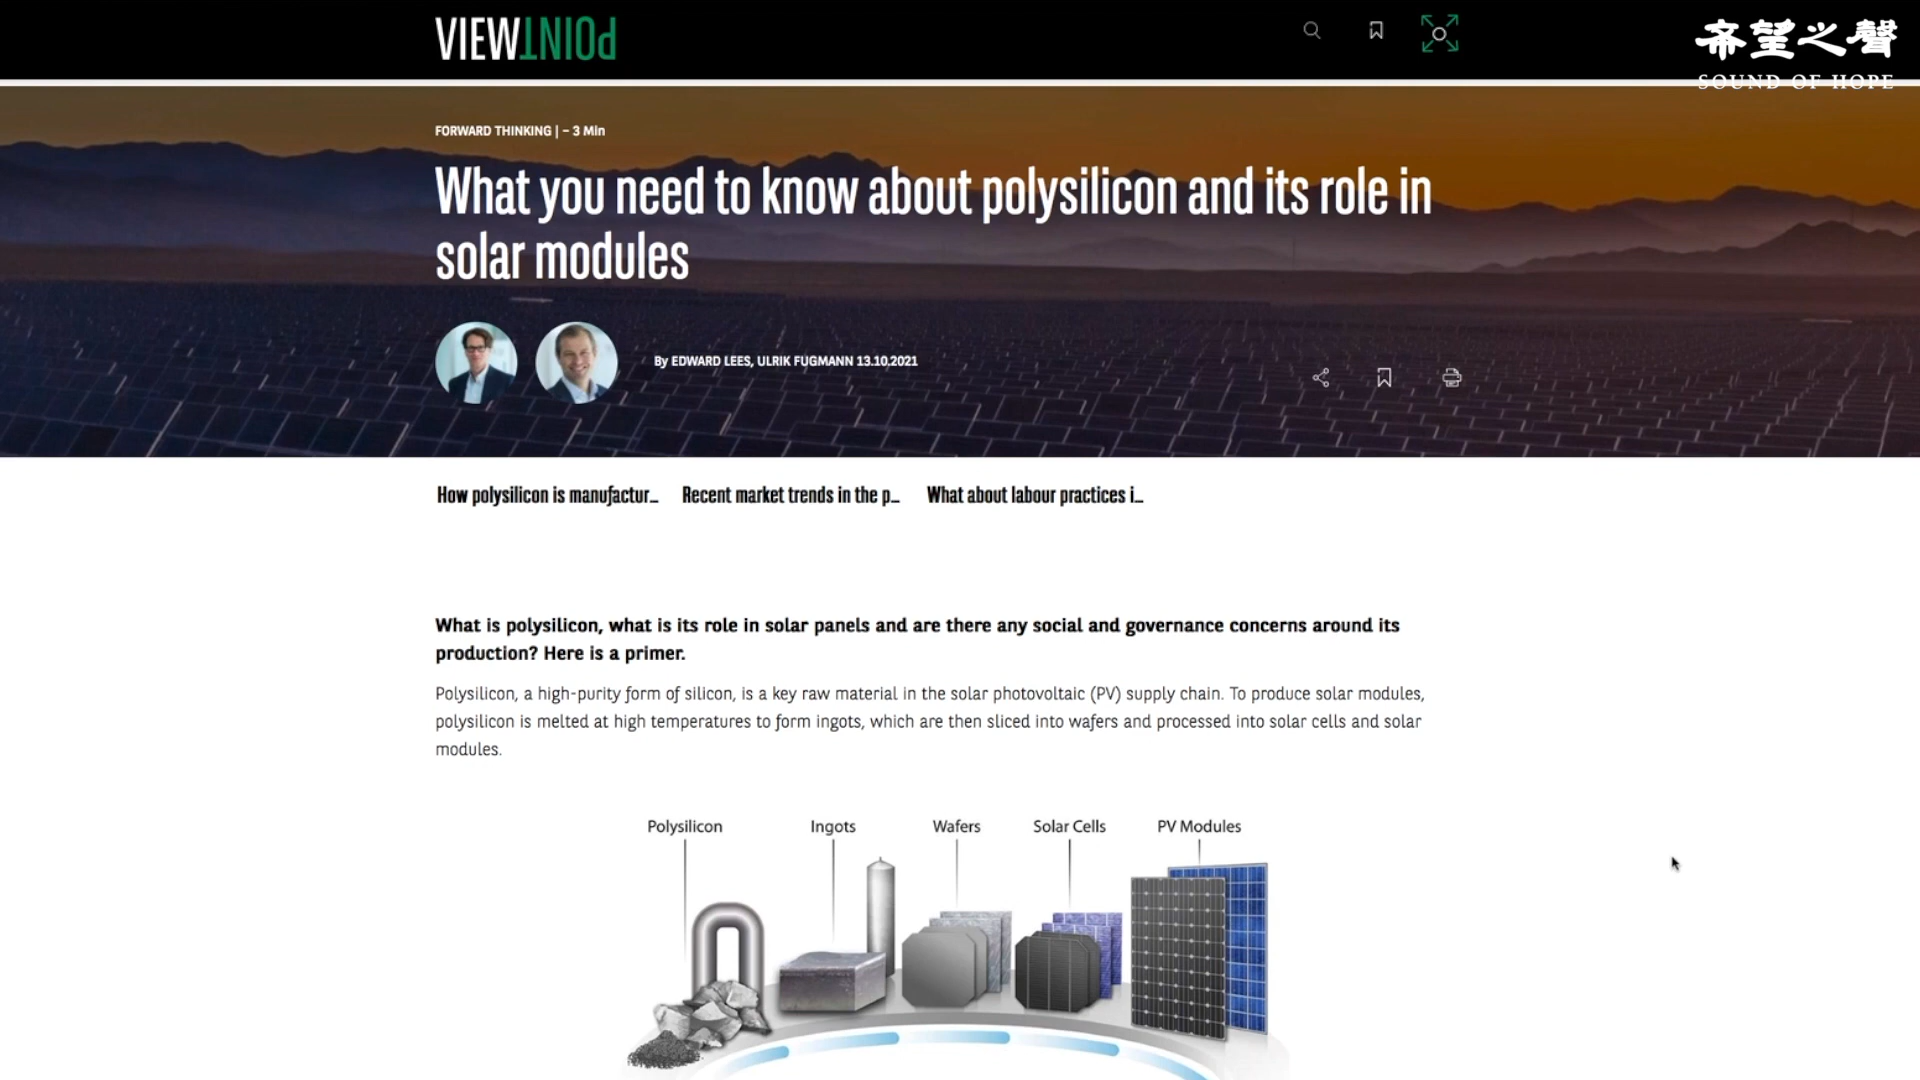 VIEWPOINT
希望之聲
SOUND OF HOPE
FORWARD THINKING | – 3 Min
What you need to know about polysilicon and its role in
solar modules
By EDWARD LEES, ULRIK FUGMANN 13.10.2021
How polysilicon is manufactur...
Recent market trends in the p...
What about labour practices i...
What is polysilicon, what is its role in solar panels and are there any social and governance concerns around its
production? Here is a primer.
Polysilicon, a high-purity form of silicon, is a key raw material in the solar photovoltaic (PV) supply chain. To produce solar modules,
polysilicon is melted at high temperatures to form ingots, which are then sliced into wafers and processed into solar cells and solar
modules.
Polysilicon
Ingots
Wafers
Solar Cells
PV Modules